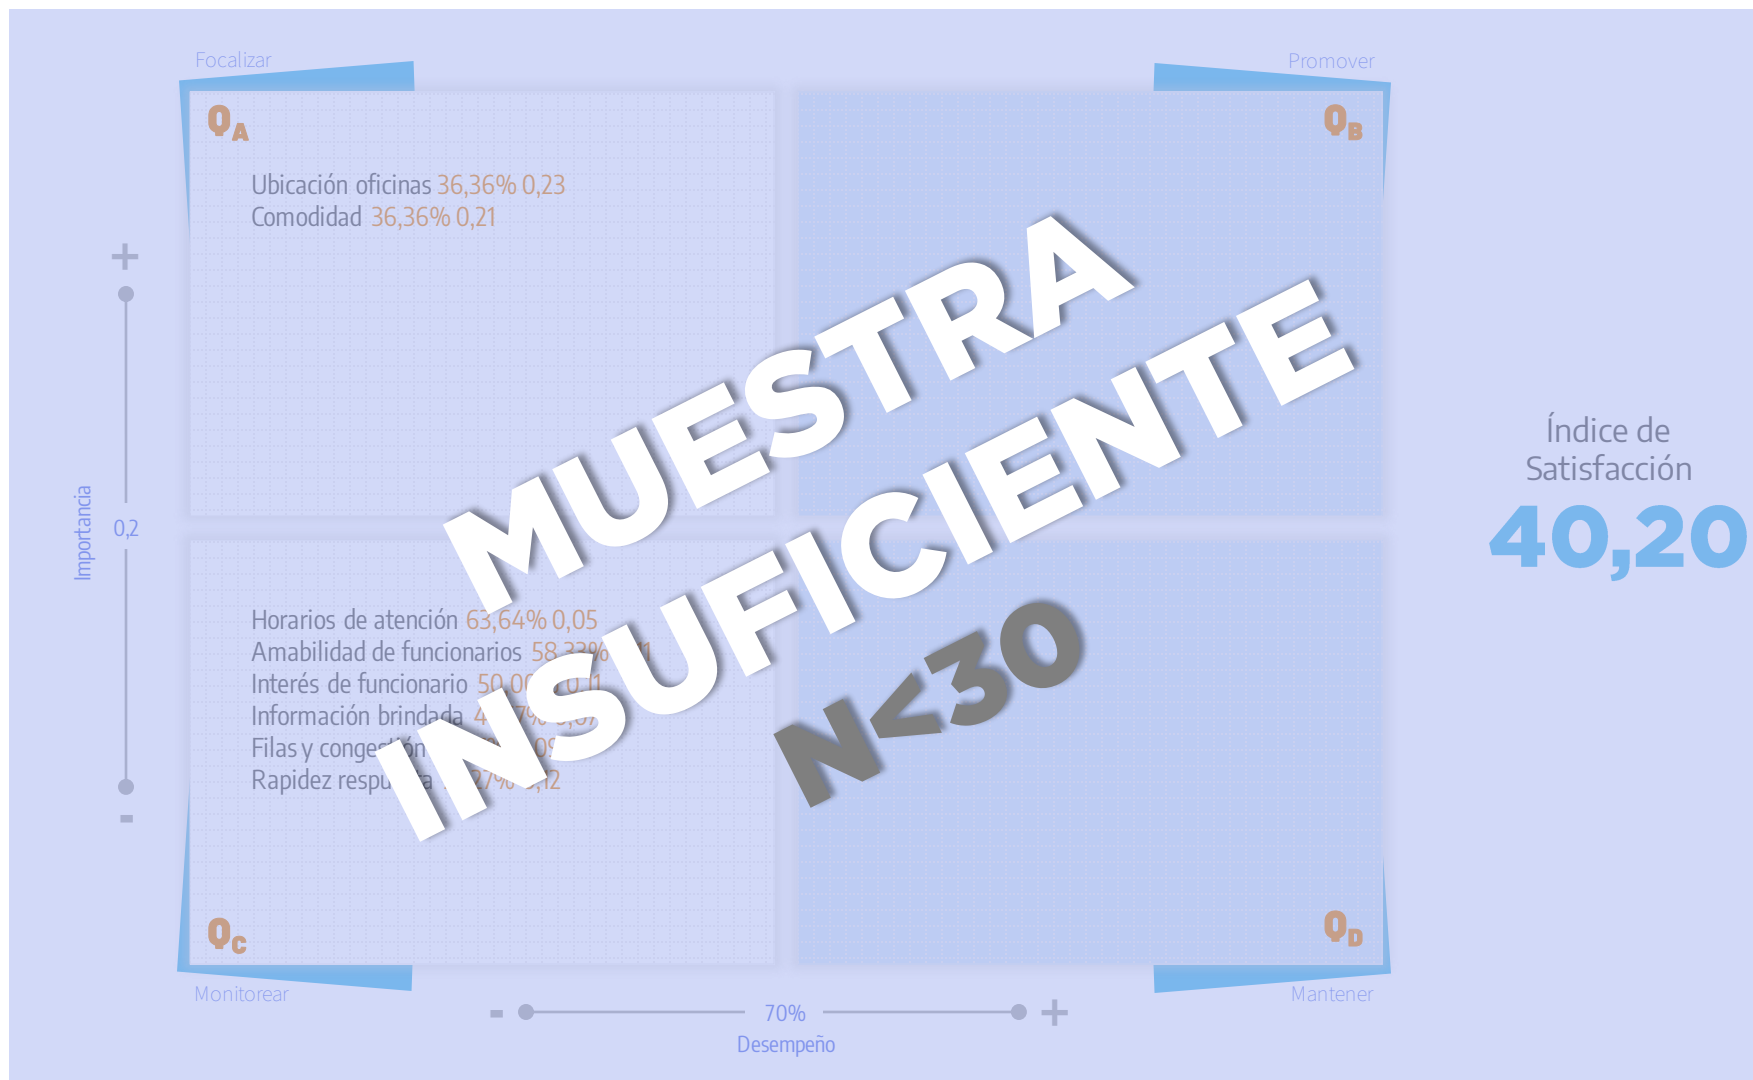 Focalizar
Promover
QA
QB
Ubicación oficinas 36,36% 0,23
Comodidad 36,36% 0,21
+
MUESTRA
INSUFICIENTE
N<30
Importancia
0,2
Índice de
Satisfacción
40,20
Horarios de atención 63,64% 0,05
Amabilidad de funcionarios
Interés de funcionario
Información brindada
Filas y congestión
Rapidez respuesta
-
QC
QD
Monitorear
Mantener
- 70% +
Desempeño